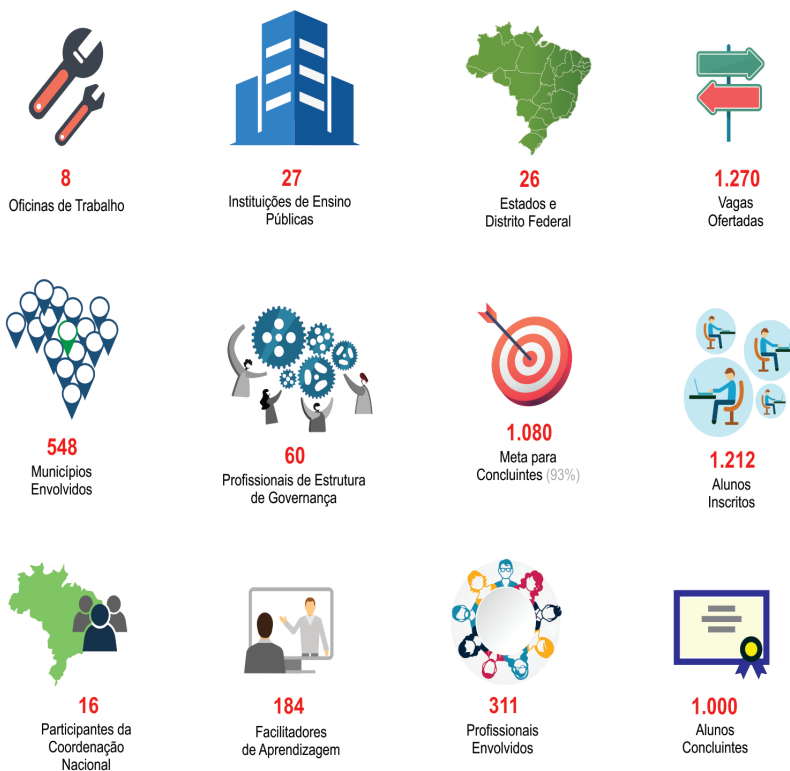 8
Oficinas de Trabalho
27
Instituições de Ensino
Públicas
26
Estados e
Distrito Federal
1.270
Vagas
Ofertadas
548
Municípios
Envolvidos
60
Profissionais de Estrutura
de Governança
1.080
Meta para
Concluintes (93%)
1.212
Alunos
Inscritos
16
Participantes da
Coordenação
Nacional
184
Facilitadores
de Aprendizagem
311
Profissionais
Envolvidos
1.000
Alunos
Concluintes